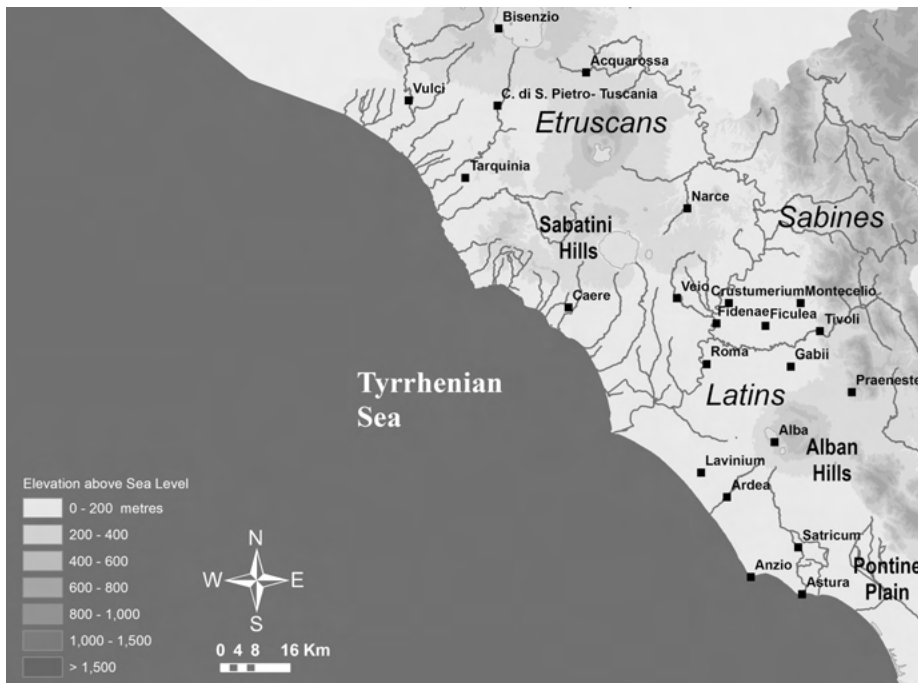 Bisenzio
Acquarossa
Vulci
C. di S. Pietro- Tuscania
Etruscans
Tarquinia
Narce
Sabines
Sabatini
Hills
Veio
Crustumerium
Montecelio
Caere
Fidenae
Ficulea
Tivoli
Roma
Gabii
Tyrrhenian
Sea
Praeneste
Latins
Alba
Alban
Hills
Lavinium
Ardea
Elevation above Sea Level
0 - 200 metres
200 - 400
400 - 600
600 - 800
800 - 1,000
1,000 - 1,500
> 1,500
N
W
E
S
0 4 8 16 Km
Satricum
Pontine
Plain
Anzio
Astura